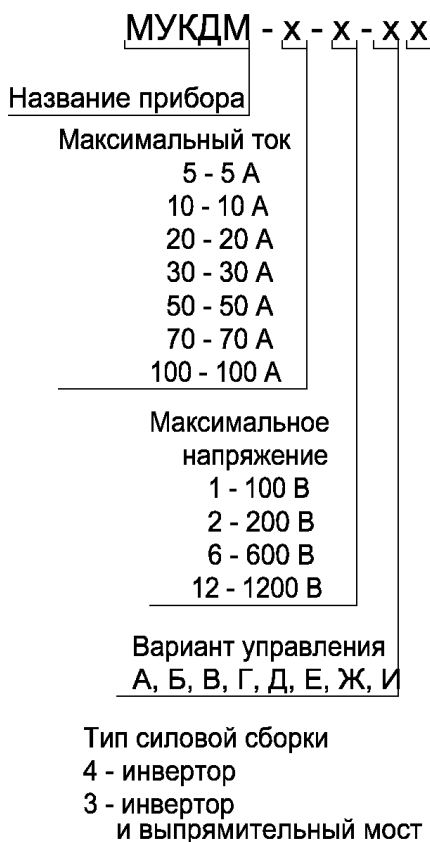 МУКДМ - х - х - х х
Название прибора
Максимальный ток
5 - 5 А
10 - 10 А
20 - 20 А
30 - 30 А
50 - 50 А
70 - 70 А
100 - 100 А
Максимальное
напряжение
1 - 100 В
2 - 200 В
6 - 600 В
12 - 1200 В
Вариант управления
А, Б, В, Г, Д, Е, Ж, И
Тип силовой сборки
4 - инвертор
3 - инвертор
и выпрямительный мост